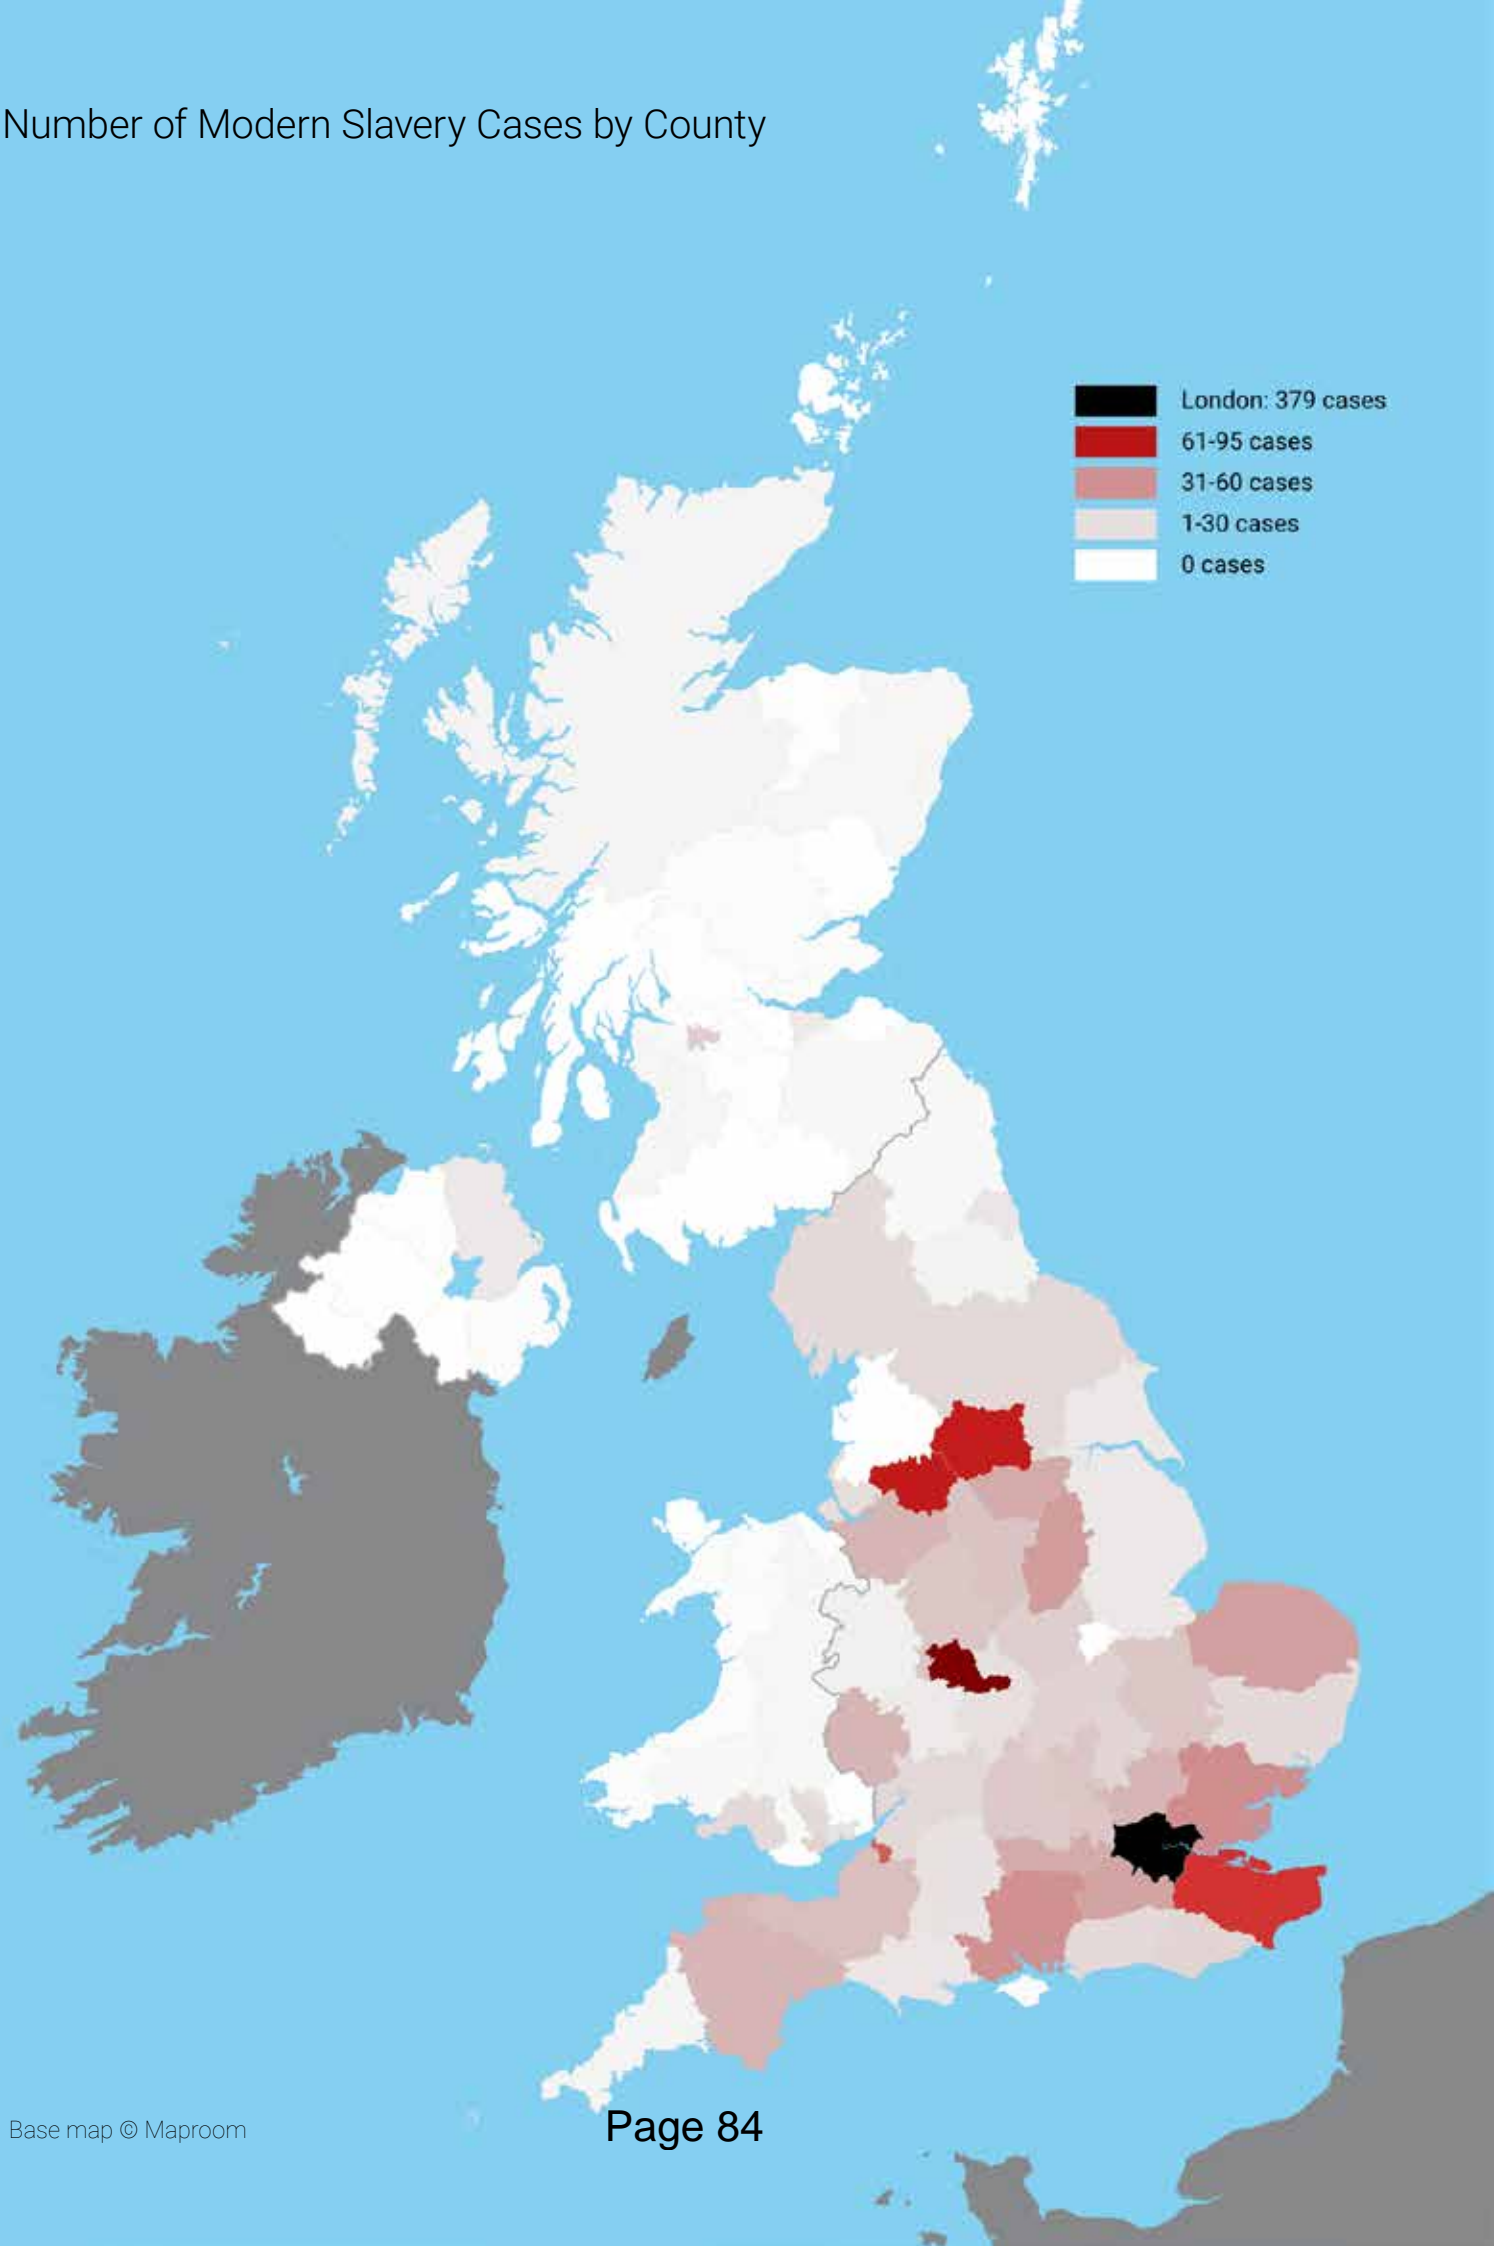 Number of Modern Slavery Cases by County
London: 379 cases
61-95 cases
31-60 cases
1-30 cases
0 cases
Base map © Maproom
Page 84